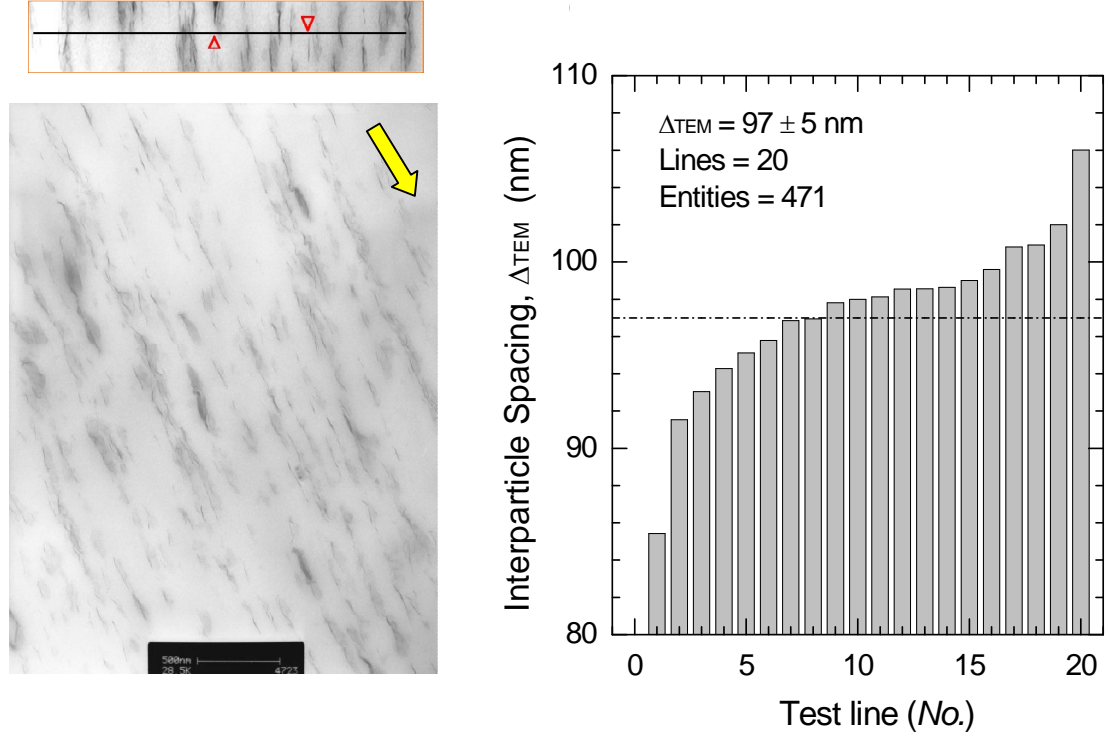 500nm
28.5K 4723
110
100
90
80
Interparticle Spacing, ΔTEM (nm)
ΔTEM = 97 ± 5 nm
Lines = 20
Entities = 471
0 5 10 15 20
Test line (No.)